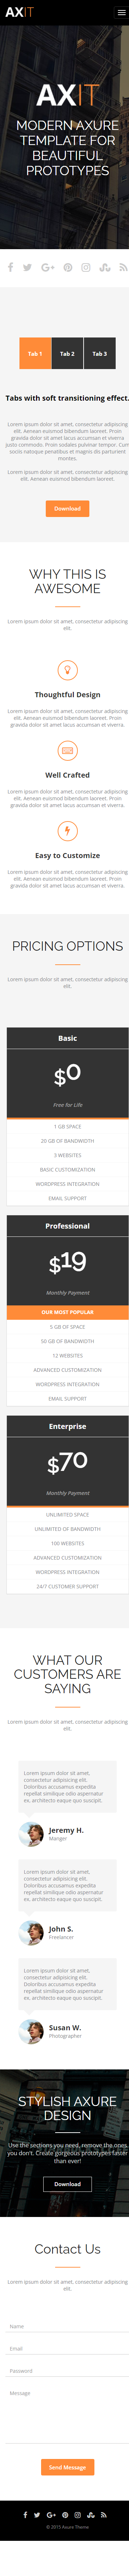 AXIT
AXIT
MODERN AXURE
TEMPLATE FOR
BEAUTIFUL
PROTOTYPES
Tab 1
Tab 2
Tab 3
Tabs with soft transitioning effect.
Lorem ipsum dolor sit amet, consectetur adipiscing
elit. Aenean euismod bibendum laoreet. Proin
gravida dolor sit amet lacus accumsan et viverra
justo commodo. Proin sodales pulvinar tempor. Cum
sociis natoque penatibus et magnis dis parturient
montes.
Lorem ipsum dolor sit amet, consectetur adipiscing
elit. Aenean euismod bibendum laoreet.
Download
WHY THIS IS
AWESOME
Lorem ipsum dolor sit amet, consectetur adipiscing
elit.
Thoughtful Design
Lorem ipsum dolor sit amet, consectetur adipiscing
elit. Aenean euismod bibendum laoreet. Proin
gravida dolor sit amet lacus accumsan et viverra.
Well Crafted
Lorem ipsum dolor sit amet, consectetur adipiscing
elit. Aenean euismod bibendum laoreet. Proin
gravida dolor sit amet lacus accumsan et viverra.
Easy to Customize
Lorem ipsum dolor sit amet, consectetur adipiscing
elit. Aenean euismod bibendum laoreet. Proin
gravida dolor sit amet lacus accumsan et viverra.
PRICING OPTIONS
Lorem ipsum dolor sit amet, consectetur adipiscing
elit.
Basic
$0
Free for Life
1 GB SPACE
20 GB OF BANDWIDTH
3 WEBSITES
BASIC CUSTOMIZATION
WORDPRESS INTEGRATION
EMAIL SUPPORT
Professional
$19
Monthly Payment
OUR MOST POPULAR
5 GB OF SPACE
50 GB OF BANDWIDTH
12 WEBSITES
ADVANCED CUSTOMIZATION
WORDPRESS INTEGRATION
EMAIL SUPPORT
Enterprise
$70
Monthly Payment
UNLIMITED SPACE
UNLIMITED OF BANDWIDTH
100 WEBSITES
ADVANCED CUSTOMIZATION
WORDPRESS INTEGRATION
24/7 CUSTOMER SUPPORT
WHAT OUR
CUSTOMERS ARE
SAYING
Lorem ipsum dolor sit amet, consectetur adipiscing
elit.
Lorem ipsum dolor sit amet,
consectetur adipiscing elit.
Doloribus accusamus expedita
repellat similique odio aspernatur
ex, architecto eaque quo suscipit.
Jeremy H.
Manger
Lorem ipsum dolor sit amet,
consectetur adipiscing elit.
Doloribus accusamus expedita
repellat similique odio aspernatur
ex, architecto eaque quo suscipit.
John S.
Freelancer
Lorem ipsum dolor sit amet,
consectetur adipiscing elit.
Doloribus accusamus expedita
repellat similique odio aspernatur
ex, architecto eaque quo suscipit.
Susan W.
Photographer
STYLISH AXURE
DESIGN
Use the sections you need, remove the ones
you don't. Create gorgeous prototypes faster
than ever!
Download
Contact Us
Lorem ipsum dolor sit amet, consectetur adipiscing
elit.
Name
Email
Password
Message
Send Message
© 2015 Axure Theme